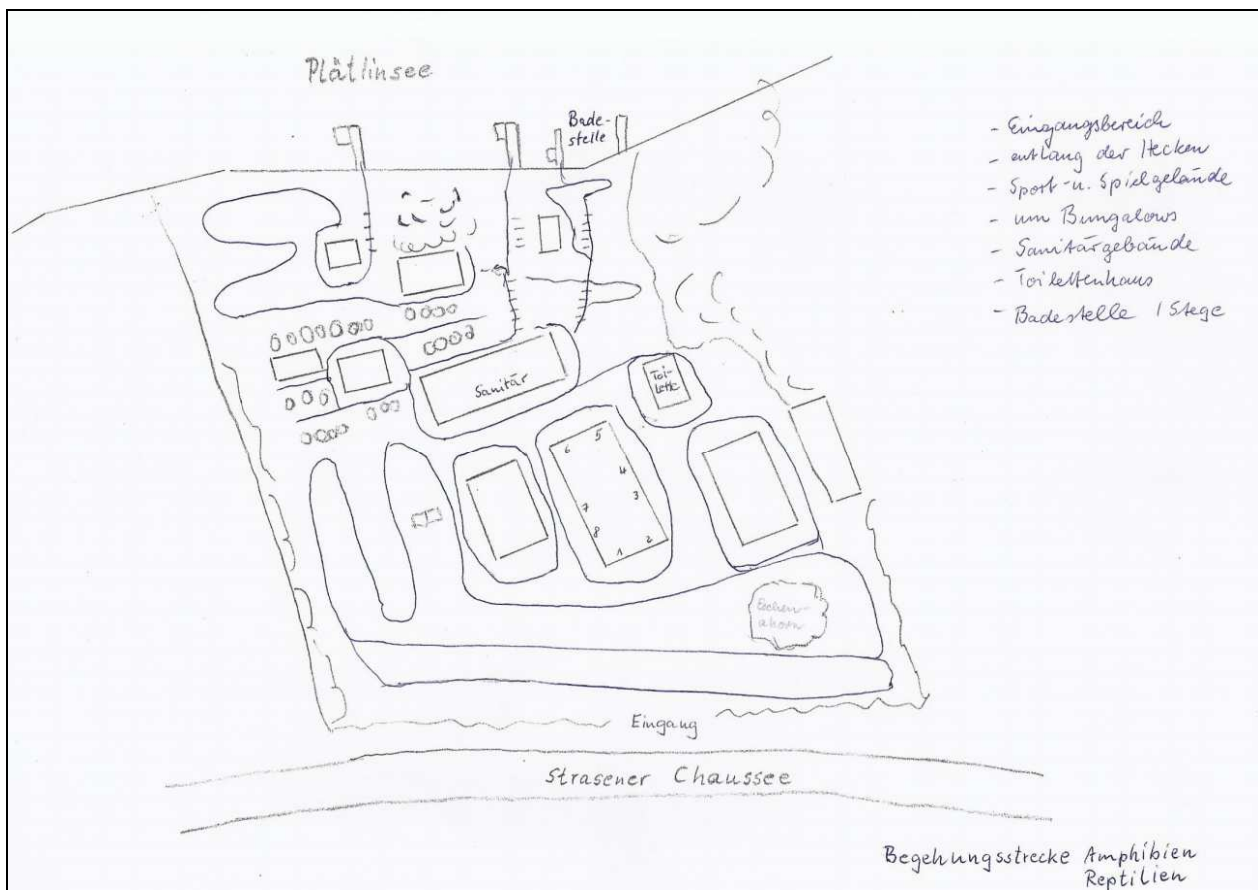 Plätlinsee
Bade-
stelle
- Eingangsbereich
- entlang der Hecken
- Sport- u. Spielgelände
- um Bungalows
- Sanitärgebäude
- Toilettenhaus
- Badestelle / Stege
Sanitär
Toi-
lette
6 5
4
3
7
8
1 2
Eschen-
ahorn
Eingang
Strasener Chaussee
Begehungsstrecke Amphibien
Reptilien